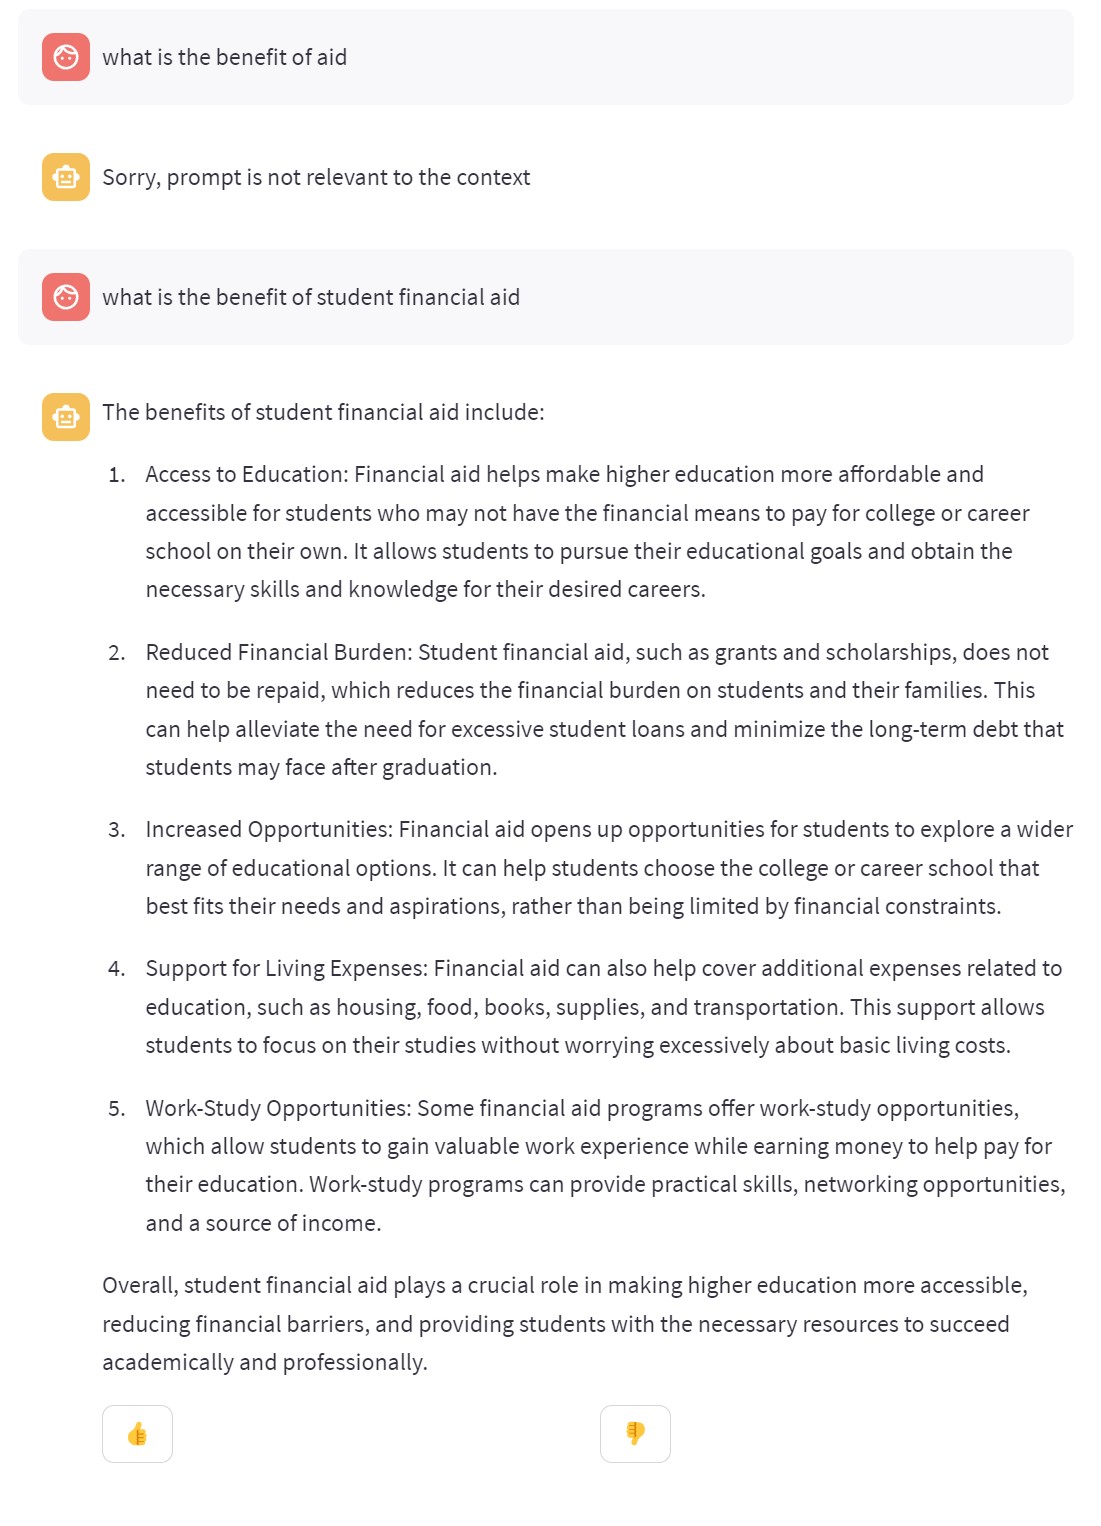 what is the benefit of aid
Sorry, prompt is not relevant to the context
what is the benefit of student financial aid
The benefits of student financial aid include:
1. Access to Education: Financial aid helps make higher education more affordable and
accessible for students who may not have the financial means to pay for college or career
school on their own. It allows students to pursue their educational goals and obtain the
necessary skills and knowledge for their desired careers.
2. Reduced Financial Burden: Student financial aid, such as grants and scholarships, does not
need to be repaid, which reduces the financial burden on students and their families. This
can help alleviate the need for excessive student loans and minimize the long-term debt that
students may face after graduation.
3. Increased Opportunities: Financial aid opens up opportunities for students to explore a wider
range of educational options. It can help students choose the college or career school that
best fits their needs and aspirations, rather than being limited by financial constraints.
4. Support for Living Expenses: Financial aid can also help cover additional expenses related to
education, such as housing, food, books, supplies, and transportation. This support allows
students to focus on their studies without worrying excessively about basic living costs.
5. Work-Study Opportunities: Some financial aid programs offer work-study opportunities,
which allow students to gain valuable work experience while earning money to help pay for
their education. Work-study programs can provide practical skills, networking opportunities,
and a source of income.
Overall, student financial aid plays a crucial role in making higher education more accessible,
reducing financial barriers, and providing students with the necessary resources to succeed
academically and professionally.